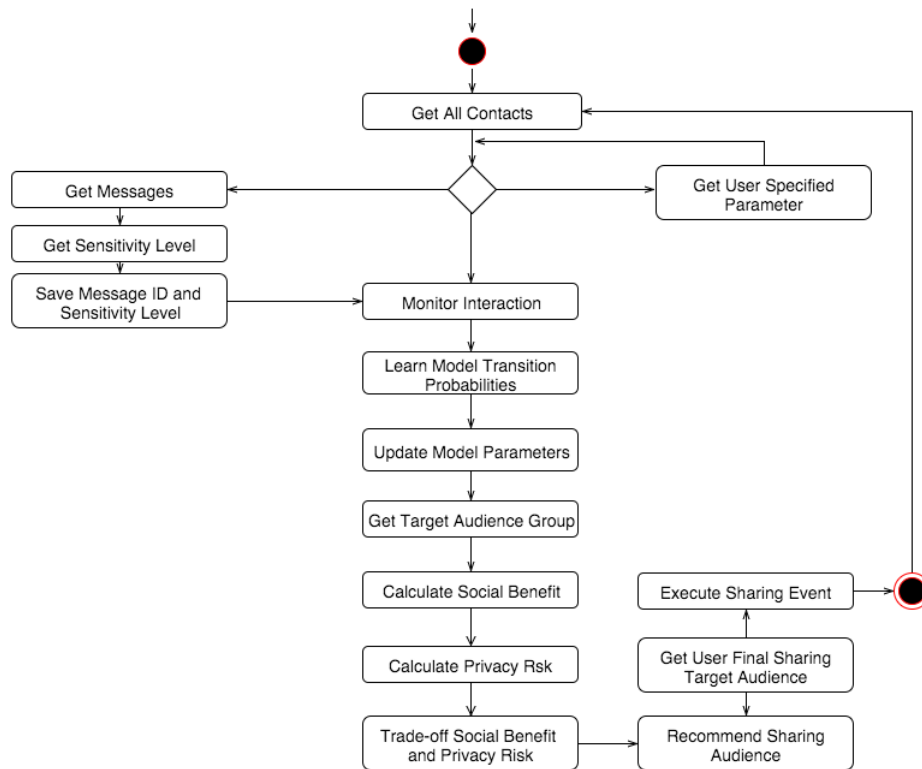 Get All Contacts
Get Messages
Get User Specified
Parameter
Get Sensitivity Level
Save Message ID and
Sensitivity Level
Monitor Interaction
Learn Model Transition
Probabilities
Update Model Parameters
Get Target Audience Group
Calculate Social Benefit
Execute Sharing Event
Calculate Privacy Rsk
Get User Final Sharing
Target Audience
Trade-off Social Benefit
and Privacy Risk
Recommend Sharing
Audience